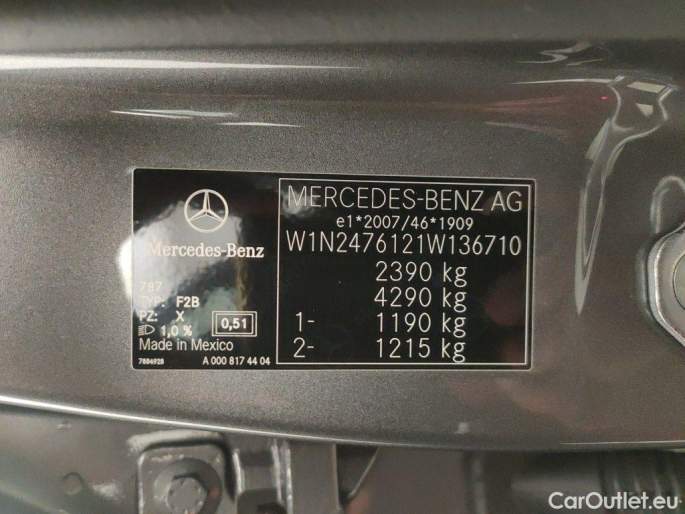 Mercedes-Benz
787
TYP: F2B
PZ: X
1,0 %
0,51
Made in Mexico
7884928
A 000 817 44 04
MERCEDES-BENZ AG
e1*2007/46*1909
W1N2476121W136710
2390 kg
4290 kg
1- 1190 kg
2- 1215 kg
CarOutlet.eu